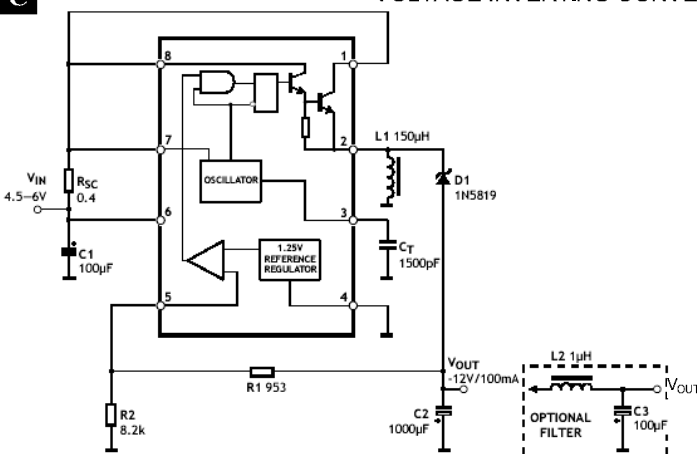 C
VOLTAGE INVERTING CONVE
8
1
7
2
L1 150µH
VIN
4.5–6V
RSC
0.4
OSCILLATOR
D1
1N5819
6
3
C1
100µF
CT
1500pF
1.25V
REFERENCE
REGULATOR
5
4
R1 953
VOUT
-12V/100mA
L2 1µH
VOUT
R2
8.2k
C2
1000µF
OPTIONAL
FILTER
C3
100µF